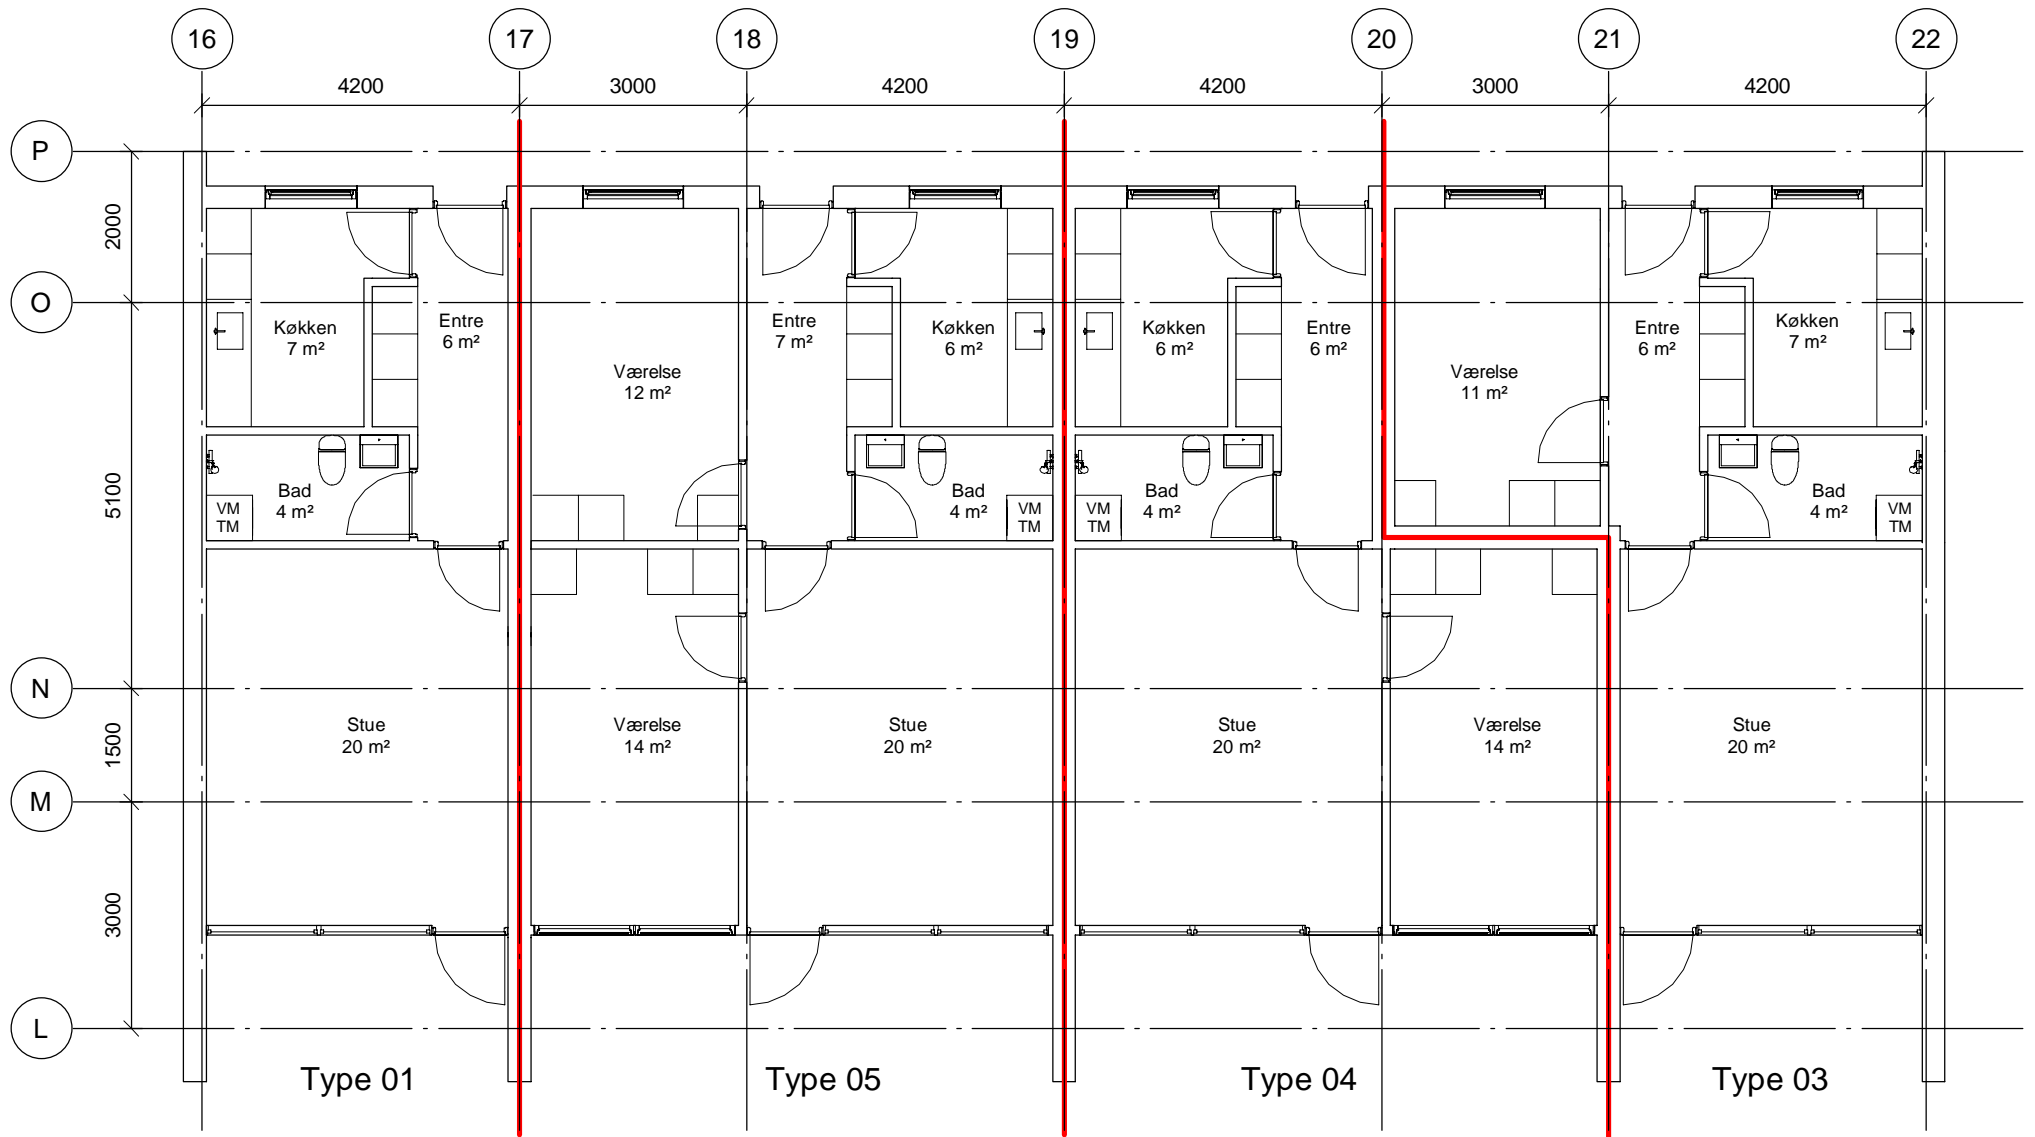 16 17 18 19 20 21 22
4200 3000 4200 4200 3000 4200
P
2000
O
5100
N
1500
M
3000
L
Køkken
7 m²
Entre
6 m²
Værelse
12 m²
Entre
7 m²
Køkken
6 m²
Køkken
6 m²
Entre
6 m²
Værelse
11 m²
Entre
6 m²
Køkken
7 m²
Bad
4 m²
VM
TM
Bad
4 m²
VM
TM
VM
TM
Bad
4 m²
Bad
4 m²
VM
TM
Stue
20 m²
Værelse
14 m²
Stue
20 m²
Stue
20 m²
Værelse
14 m²
Stue
20 m²
Type 01
Type 05
Type 04
Type 03